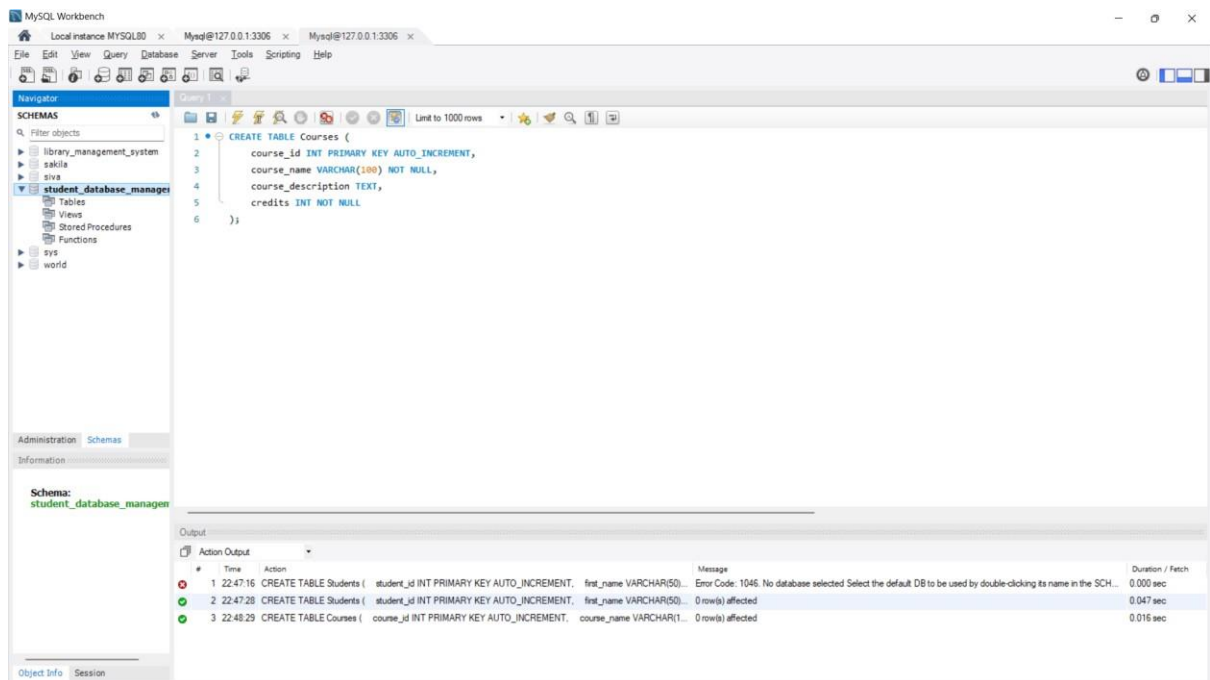 MySQL Workbench
Local instance MYSQL80 × Mysql@127.0.0.1:3306 × Mysql@127.0.0.1:3306 ×
File Edit View Query Database Server Tools Scripting Help
Navigator
Query 1 ×
SCHEMAS
Filter objects
library_management_system
sakila
siva
student_database_manager
Tables
Views
Stored Procedures
Functions
sys
world
Limit to 1000 rows
1 CREATE TABLE Courses (
2 course_id INT PRIMARY KEY AUTO_INCREMENT,
3 course_name VARCHAR(100) NOT NULL,
4 course_description TEXT,
5 credits INT NOT NULL
6 );
Administration Schemas
Information
Schema:
student_database_managem
Output
Action Output
# Time Action Message Duration / Fetch
1 22:47:16 CREATE TABLE Students ( student_id INT PRIMARY KEY AUTO_INCREMENT, first_name VARCHAR(50)... Error Code: 1046. No database selected Select the default DB to be used by double-clicking its name in the SCH... 0.000 sec
2 22:47:28 CREATE TABLE Students ( student_id INT PRIMARY KEY AUTO_INCREMENT, first_name VARCHAR(50)... 0 row(s) affected 0.047 sec
3 22:48:29 CREATE TABLE Courses ( course_id INT PRIMARY KEY AUTO_INCREMENT, course_name VARCHAR(1... 0 row(s) affected 0.016 sec
Object Info Session